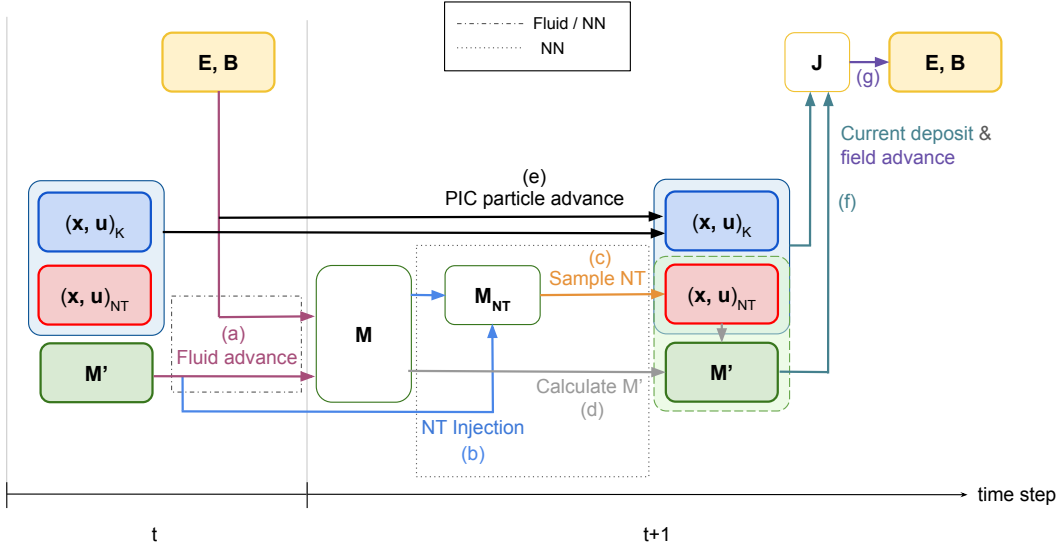 Fluid / NN
NN
E, B
J
(g)
E, B
Current deposit &
field advance
(e)
PIC particle advance
(f)
(x, u)K
(x, u)K
(c)
Sample NT
(x, u)NT
MNT
(x, u)NT
(a)
Fluid advance
M
M'
Calculate M'
(d)
M'
NT Injection
(b)
time step
t
t+1